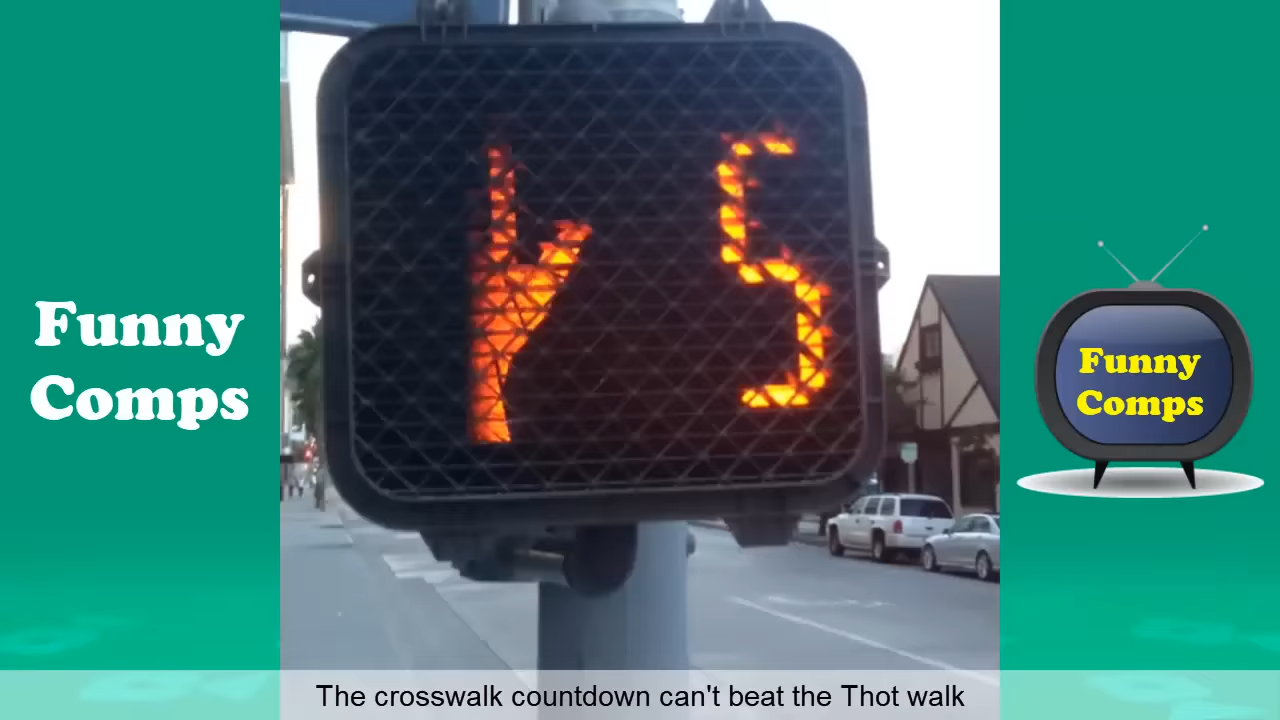 Funny
Comps
5
Funny
Comps
The crosswalk countdown can't beat the Thot walk